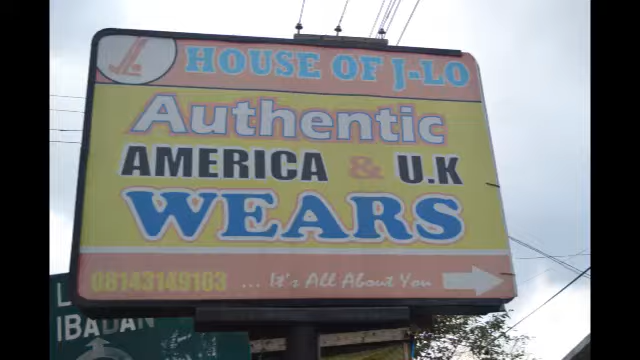 HOUSE OF J-LO
Authentic
AMERICA & U.K
WEARS
08143149103 ... It's All About You
IBADAN